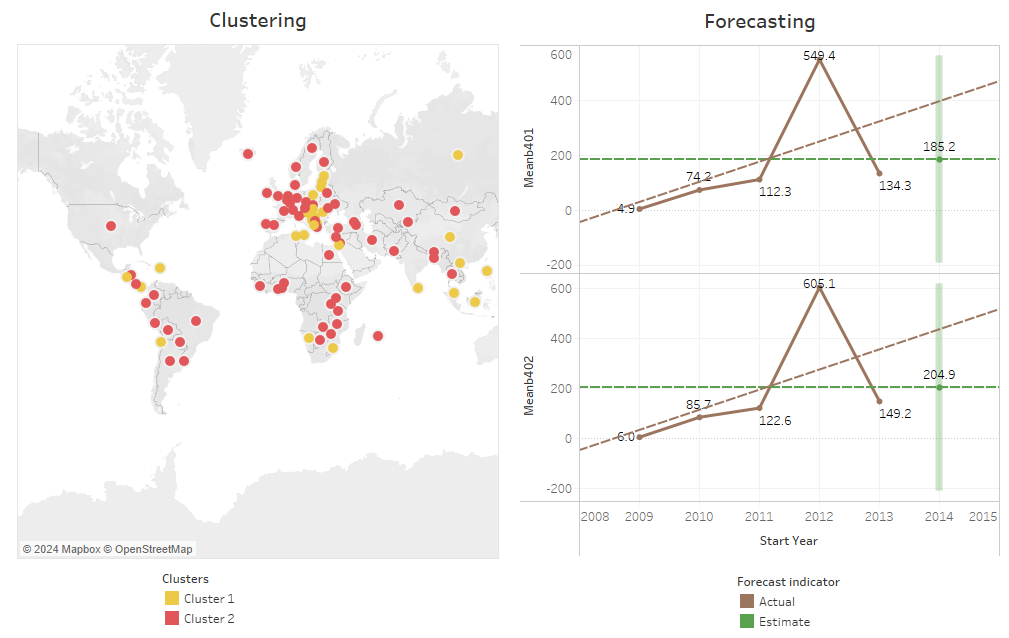 Clustering
© 2024 Mapbox © OpenStreetMap
Clusters
Cluster 1
Cluster 2
Forecasting
Meanb401
600
400
200
0
-200
4.9
74.2
112.3
549.4
134.3
185.2
Meanb402
600
400
200
0
-200
6.0
85.7
122.6
605.1
149.2
204.9
2008 2009 2010 2011 2012 2013 2014 2015
Start Year
Forecast indicator
Actual
Estimate